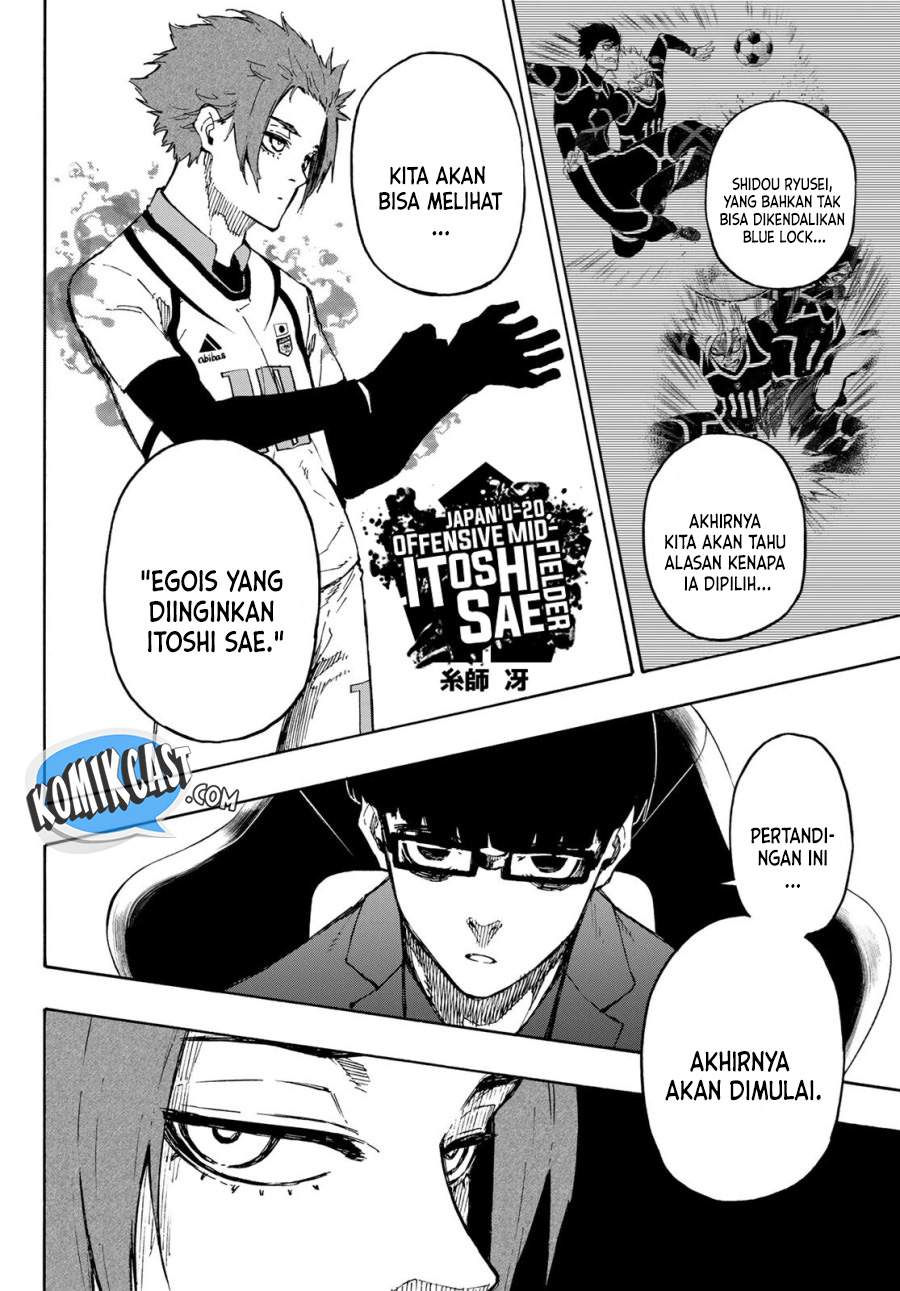 SHIDOU RYUSEI,
YANG BAHKAN TAK
BISA DIKENDALIKAN
BLUE LOCK...
AKHIRNYA
KITA AKAN TAHU
ALASAN KENAPA
IA DIPILIH...
KITA AKAN
BISA MELIHAT
...
abibas
10
JAPAN U-20
OFFENSIVE MID-
FIELDER
ITOSHI
SAE
糸師 冴
"EGOIS YANG
DIINGINKAN
ITOSHI SAE."
KOMIKCAST
.COM
PERTANDI-
NGAN INI
...
AKHIRNYA
AKAN DIMULAI.